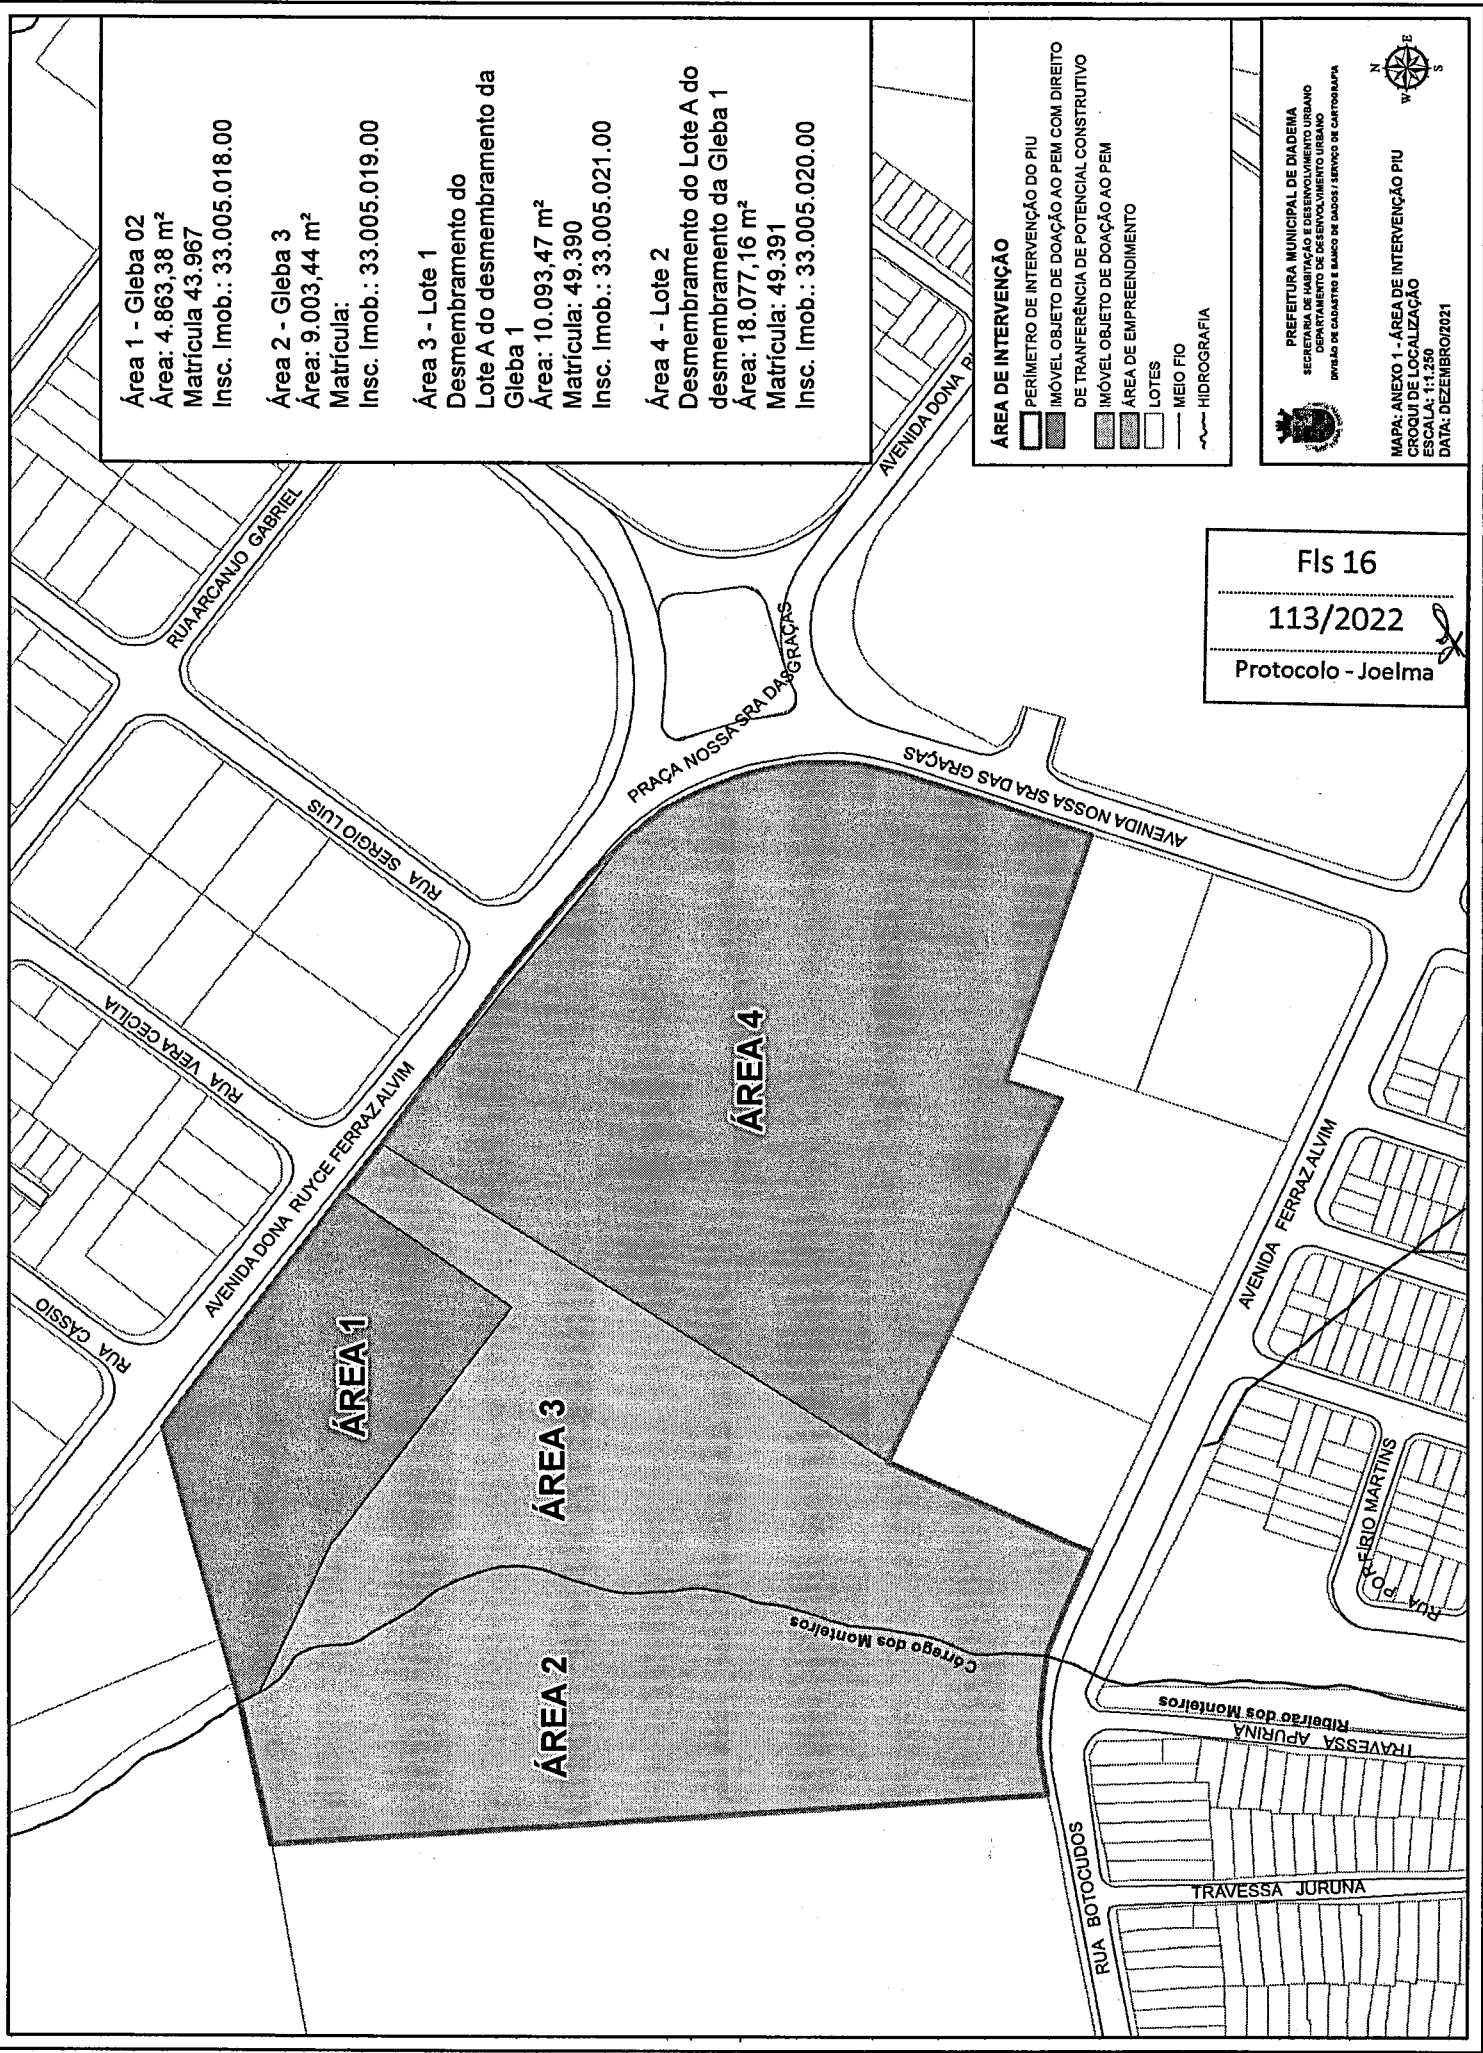 Área 1 - Gleba 02
Área: 4.863,38 m²
Matrícula 43.967
Insc. Imob.: 33.005.018.00
Área 2 - Gleba 3
Área: 9.003,44 m²
Matrícula:
Insc. Imob.: 33.005.019.00
Área 3 - Lote 1
Desmembramento do
Lote A do desmembramento da
Gleba 1
Área: 10.093,47 m²
Matrícula: 49.390
Insc. Imob.: 33.005.021.00
Área 4 - Lote 2
Desmembramento do Lote A do
desmembramento da Gleba 1
Área: 18.077,16 m²
Matrícula: 49.391
Insc. Imob.: 33.005.020.00
ÁREA DE INTERVENÇÃO
PERÍMETRO DE INTERVENÇÃO DO PIU
IMÓVEL OBJETO DE DOAÇÃO AO PEM COM DIREITO
DE TRANFERÊNCIA DE POTENCIAL CONSTRUTIVO
IMÓVEL OBJETO DE DOAÇÃO AO PEM
ÁREA DE EMPREENDIMENTO
LOTES
MEIO FIO
HIDROGRAFIA
PREFEITURA MUNICIPAL DE DIADEMA
SECRETARIA DE HABITAÇÃO E DESENVOLVIMENTO URBANO
DEPARTAMENTO DE DESENVOLVIMENTO URBANO
DIVISÃO DE CADASTRO E BANCO DE DADOS / SERVIÇO DE CARTOGRAFIA
N
W
E
S
MAPA: ANEXO 1 - ÁREA DE INTERVENÇÃO PIU
CROQUI DE LOCALIZAÇÃO
ESCALA: 1:1.250
DATA: DEZEMBRO/2021
Fls 16
113/2022
Protocolo - Joelma
RUA ARCANJO GABRIEL
RUA SERGIO LUIS
RUA VERA CECÍLIA
RUA CÁSSIO
AVENIDA DONA RUYCE FERRAZ ALVIM
AVENIDA DONA R
PRAÇA NOSSA SRA DAS GRAÇAS
AVENIDA NOSSA SRA DAS GRAÇAS
ÁREA 1
ÁREA 2
ÁREA 3
ÁREA 4
Córrego dos Monteiros
Ribeirão dos Monteiros
AVENIDA FERRAZ ALVIM
RUA PORFÍRIO MARTINS
TRAVESSA APURINÃ
TRAVESSA JURUNA
RUA BOTOCUDOS